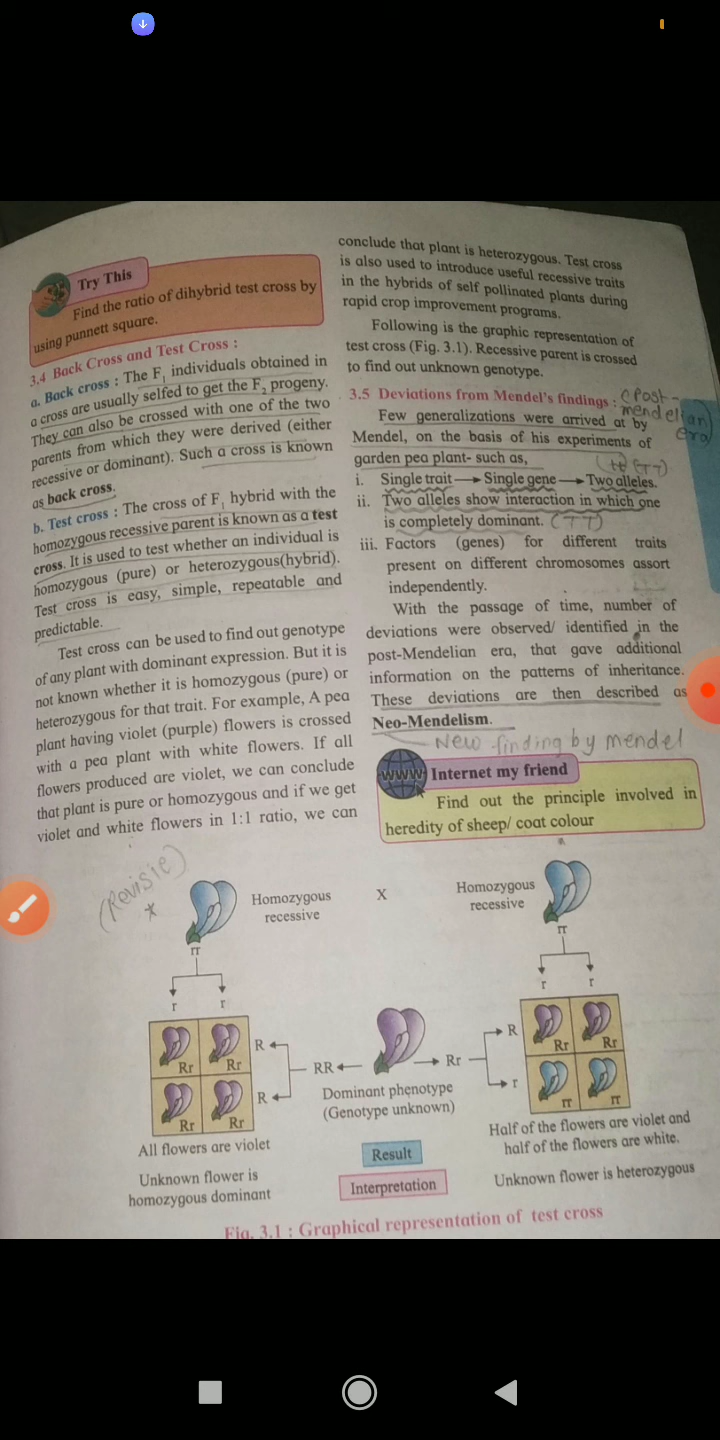 Try This
Find the ratio of dihybrid test cross by
using punnett square.
3.4 Back Cross and Test Cross :
a. Back cross : The F1 individuals obtained in
a cross are usually selfed to get the F2 progeny.
They can also be crossed with one of the two
parents from which they were derived (either
recessive or dominant). Such a cross is known
as back cross.
b. Test cross : The cross of F1 hybrid with the
homozygous recessive parent is known as a test
cross. It is used to test whether an individual is
homozygous (pure) or heterozygous(hybrid).
Test cross is easy, simple, repeatable and
predictable.
Test cross can be used to find out genotype
of any plant with dominant expression. But it is
not known whether it is homozygous (pure) or
heterozygous for that trait. For example, A pea
plant having violet (purple) flowers is crossed
with a pea plant with white flowers. If all
flowers produced are violet, we can conclude
that plant is pure or homozygous and if we get
violet and white flowers in 1:1 ratio, we can
conclude that plant is heterozygous. Test cross
is also used to introduce useful recessive traits
in the hybrids of self pollinated plants during
rapid crop improvement programs.
Following is the graphic representation of
test cross (Fig. 3.1). Recessive parent is crossed
to find out unknown genotype.
3.5 Deviations from Mendel's findings : (Post-
mendelian)
era
Few generalizations were arrived at by
Mendel, on the basis of his experiments of
garden pea plant- such as,
(TT)
i. Single trait → Single gene → Two alleles.
ii. Two alleles show interaction in which one
is completely dominant. (TT)
iii. Factors (genes) for different traits
present on different chromosomes assort
independently.
With the passage of time, number of
deviations were observed/ identified in the
post-Mendelian era, that gave additional
information on the patterns of inheritance.
These deviations are then described as
Neo-Mendelism.
New finding by mendel
www Internet my friend
Find out the principle involved in
heredity of sheep/ coat colour
(Revisie)
Homozygous
recessive
X
Homozygous
recessive
rr
rr
r r
r r
Rr Rr
Rr Rr
R
R
RR
Rr
Dominant phenotype
(Genotype unknown)
R
r
Rr Rr
rr rr
All flowers are violet
Result
Half of the flowers are violet and
half of the flowers are white.
Unknown flower is
homozygous dominant
Interpretation
Unknown flower is heterozygous
Fig. 3.1 : Graphical representation of test cross